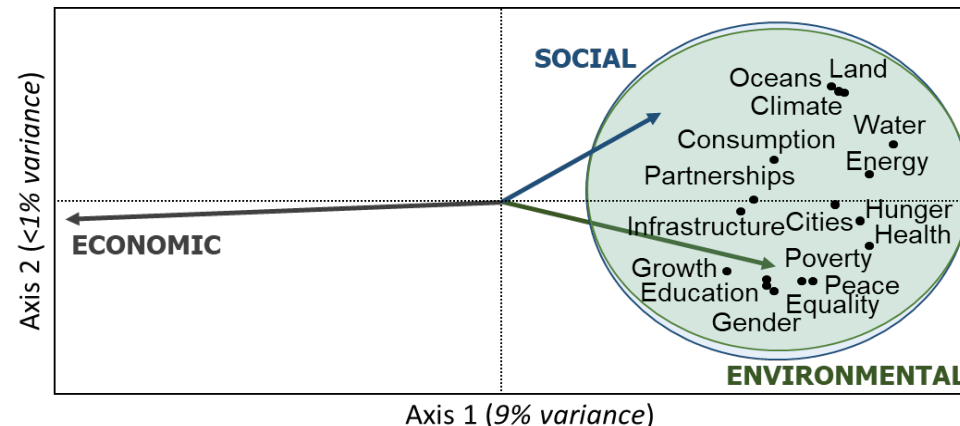 SOCIAL
Oceans
Land
Climate
Water
Consumption
Energy
Partnerships
Infrastructure
Cities
Hunger
Health
ECONOMIC
Poverty
Growth
Education
Peace
Equality
Gender
ENVIRONMENTAL
Axis 2 (<1% variance)
Axis 1 (9% variance)